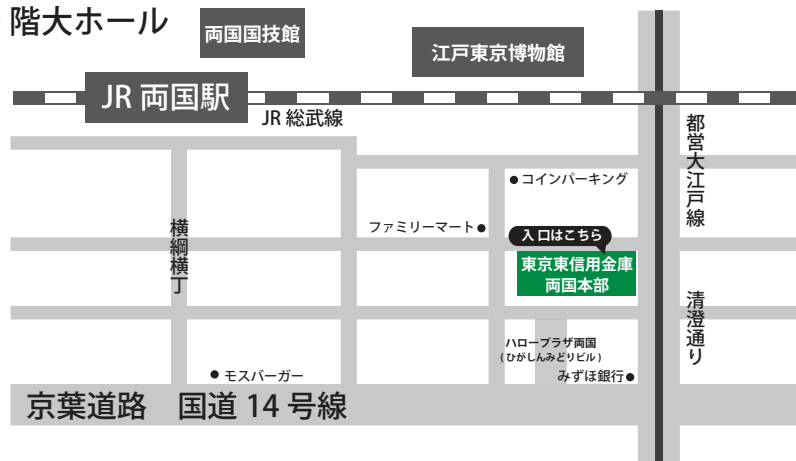 階大ホール
両国国技館
江戸東京博物館
JR 両国駅
JR 総武線
都営大江戸線
コインパーキング
ファミリーマート
横綱横丁
入口はこちら
東京東信用金庫
両国本部
清澄通り
ハロープラザ両国
(ひがしんみどりビル)
モスバーガー
みずほ銀行
京葉道路 国道 14 号線